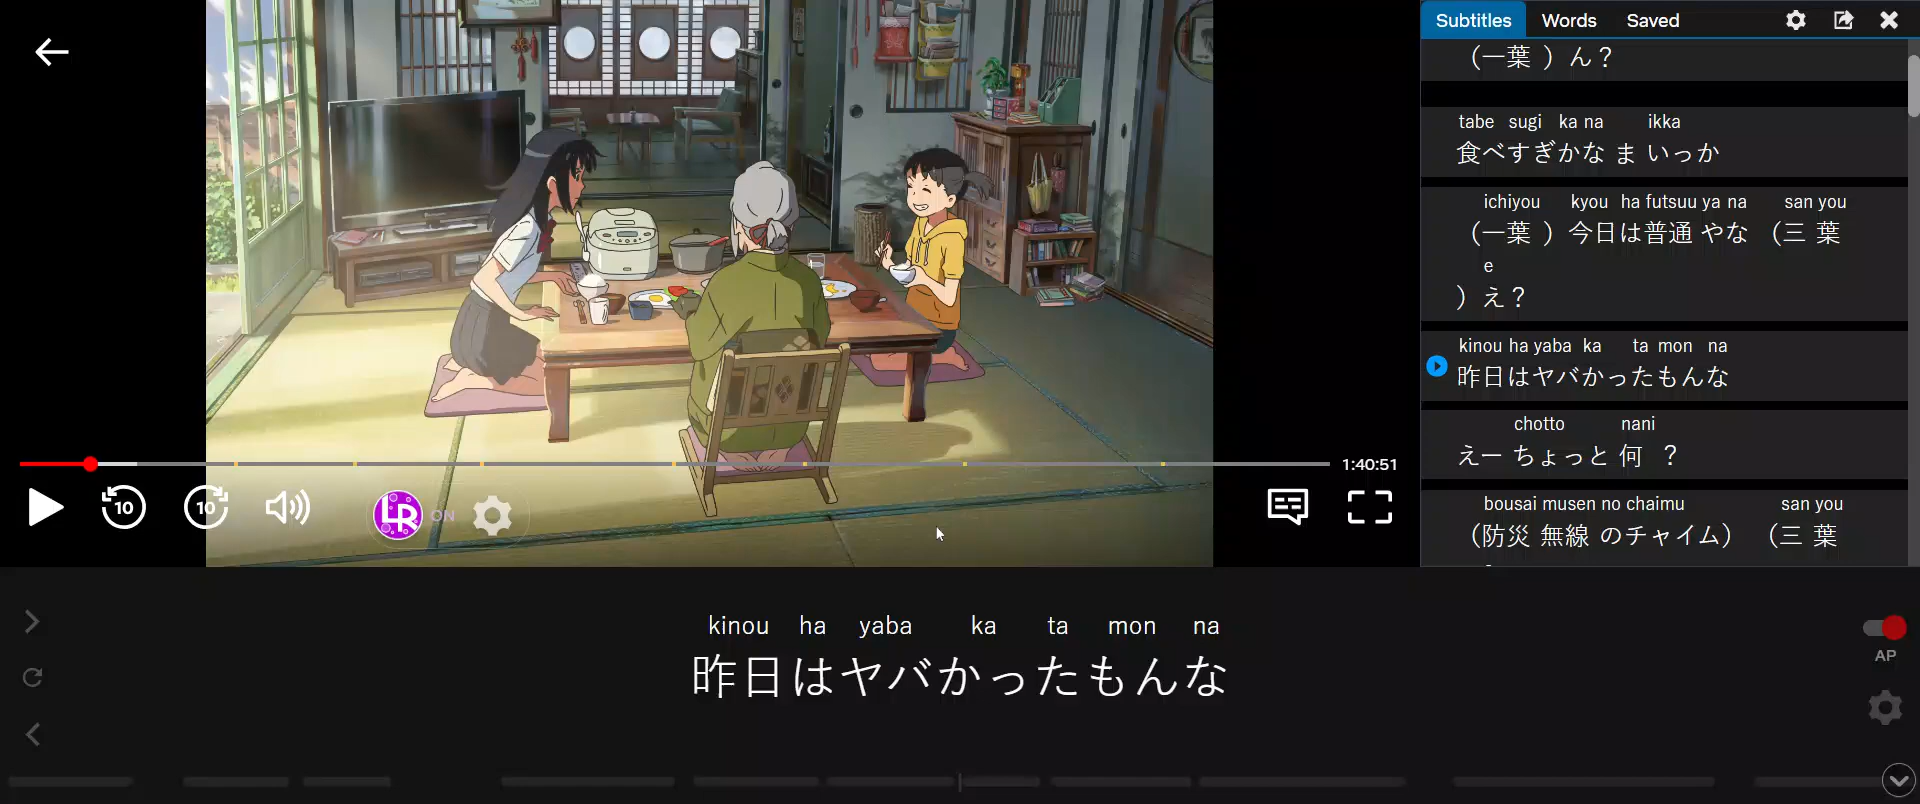 Subtitles Words Saved
（一葉 ）ん？
tabe sugi ka na ikka
食べすぎかな ま いっか
ichiyou kyou ha futsuu ya na san you
（一葉 ）今日は普通 やな （三 葉
e
）え？
kinou ha yaba ka ta mon na
昨日はヤバかったもんな
chotto nani
えー ちょっと 何 ？
bousai musen no chaimu san you
（防災 無線 のチャイム） （三 葉
1:40:51
10 10 LR ON
kinou ha yaba ka ta mon na
昨日はヤバかったもんな
AP